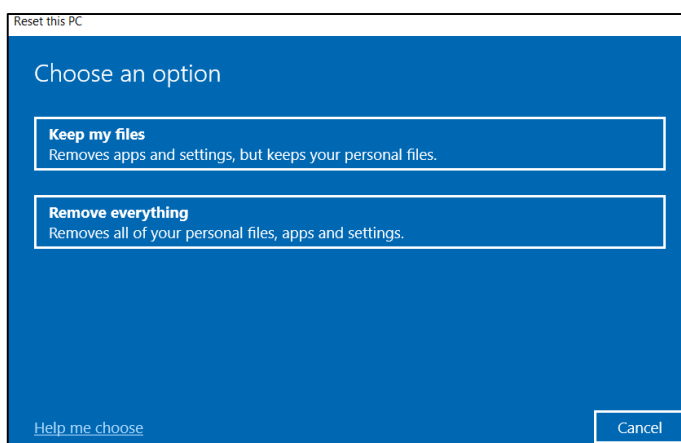 Reset this PC
Choose an option
Keep my files
Removes apps and settings, but keeps your personal files.
Remove everything
Removes all of your personal files, apps and settings.
Help me choose
Cancel